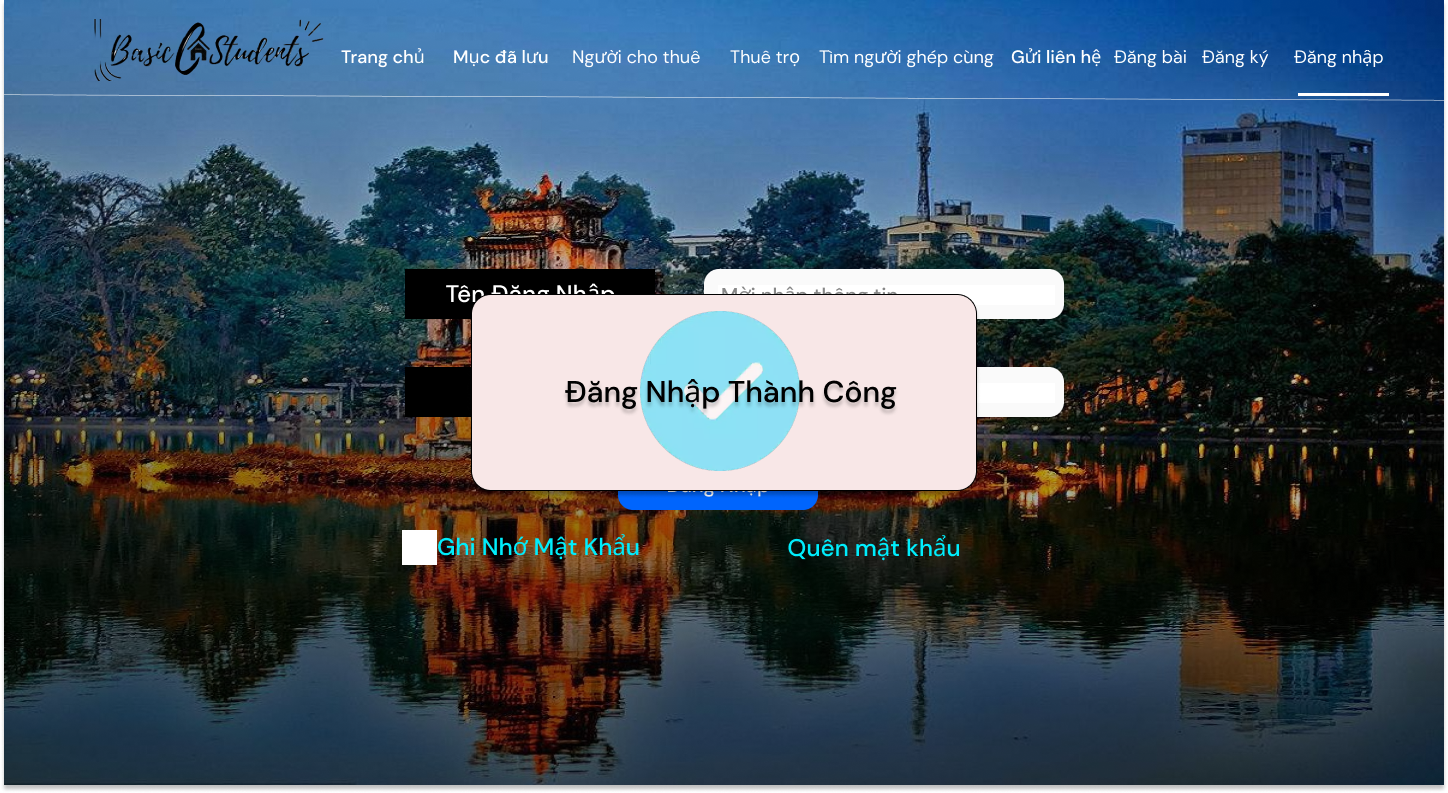 Basic Students
Trang chủ Mục đã lưu Người cho thuê Thuê trọ Tìm người ghép cùng Gửi liên hệ Đăng bài Đăng ký Đăng nhập
Tên Đăng Nhập Mời nhập thông tin
Đăng Nhập Thành Công
Đăng Nhập
Ghi Nhớ Mật Khẩu Quên mật khẩu